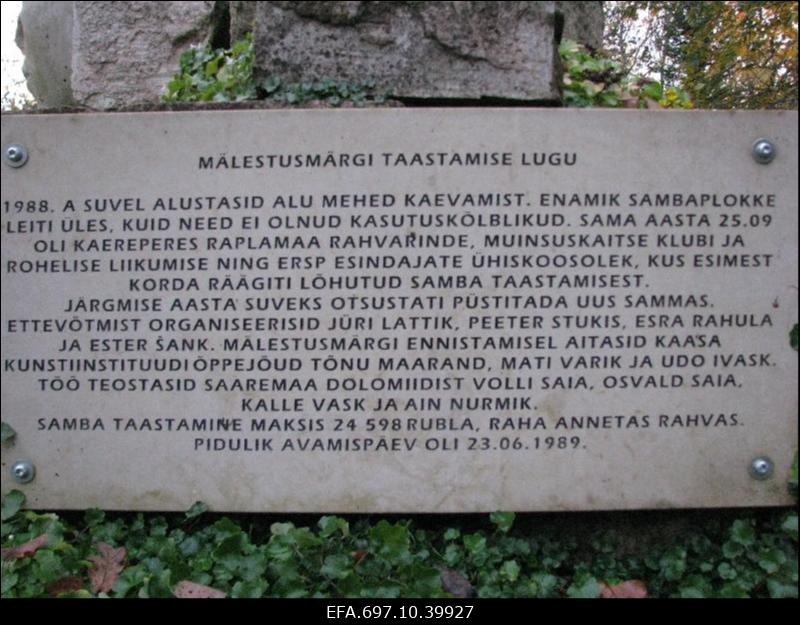 MÄLESTUSMÄRGI TAASTAMISE LUGU
1988. A SUVEL ALUSTASID ALU MEHED KAEVAMIST. ENAMIK SAMBAPLOKKE
LEITI ÜLES, KUID NEED EI OLNUD KASUTUSKÕLBLIKUD. SAMA AASTA 25.09
OLI KAEREPERES RAPLAMAA RAHVARINDE, MUINSUSKAITSE KLUBI JA
ROHELISE LIIKUMISE NING ERSP ESINDAJATE ÜHISKOOSOLEK, KUS ESIMEST
KORDA RÄÄGITI LÕHUTUD SAMBA TAASTAMISEST.
JÄRGMISE AASTA SUVEKS OTSUSTATI PÜSTITADA UUS SAMMAS.
ETTEVÕTMIST ORGANISEERISID JÜRI LATTIK, PEETER STUKIS, ESRA RAHULA
JA ESTER ŠANK. MÄLESTUSMÄRGI ENNISTAMISEL AITASID KAASA
KUNSTIINSTITUUDI ÕPPEJÕUD TÕNU MAARAND, MATI VARIK JA UDO IVASK.
TÖÖ TEOSTASID SAAREMAA DOLOMIIDIST VOLLI SAIA, OSVALD SAIA,
KALLE VASK JA AIN NURMIK.
SAMBA TAASTAMINE MAKSIS 24 598 RUBLA, RAHA ANNETAS RAHVAS.
PIDULIK AVAMISPÄEV OLI 23.06.1989.
EFA.697.10.39927